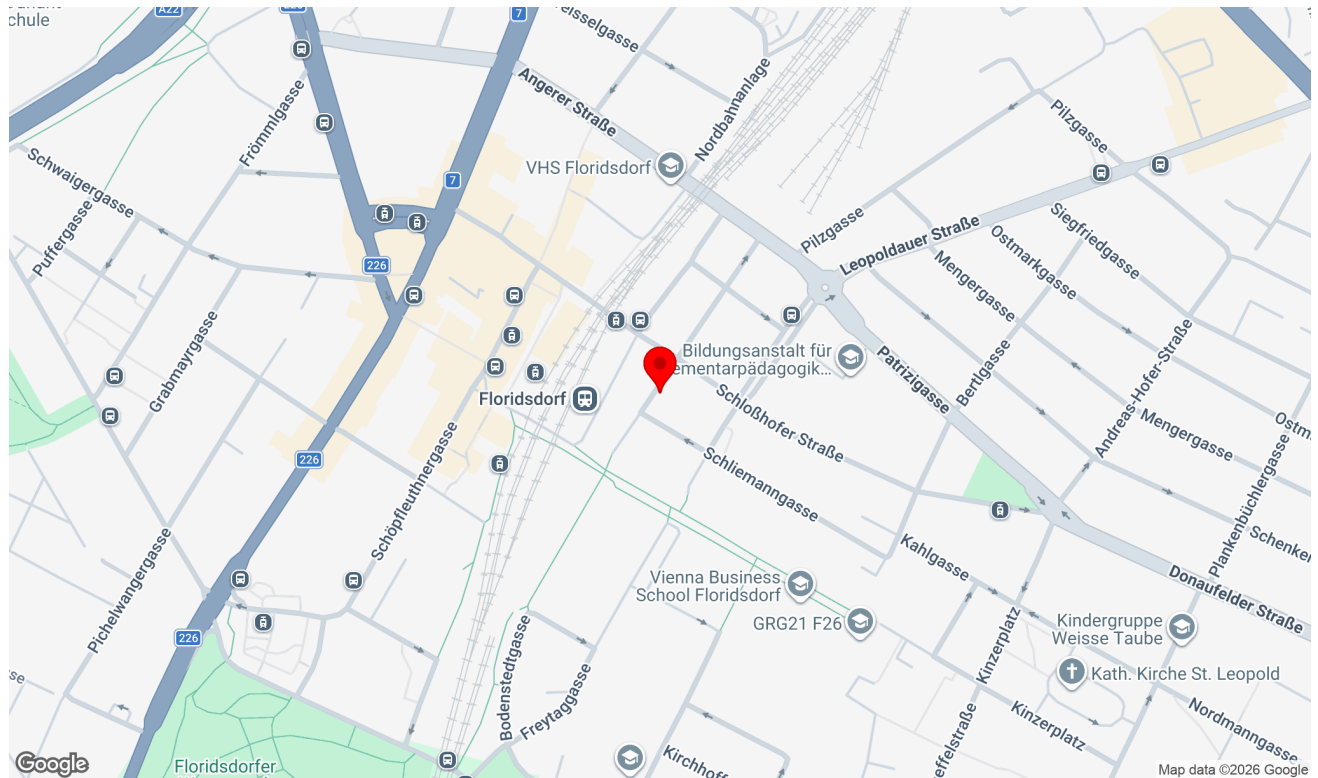 chule
A22
7
Angerer Straße
Nordbahnanlage
Frömmlgasse
Schwaigergasse
Puffergasse
VHS Floridsdorf
7
Pilzgasse
Pilzgasse
Leopoldauer Straße
Siegfriedgasse
Ostmarkgasse
Mengergasse
226
Grabmayrgasse
Bildungsanstalt für
ementarpädagogik...
Patrizigasse
Bertlgasse
Andreas-Hofer-Straße
Mengergasse
Floridsdorf
Schloßhofer Straße
Schliemanngasse
226
Schöpfleuthnergasse
Plankenbüchlergasse
Schenken
Kahlgasse
Donaufelder Straße
Pichelwangergasse
Vienna Business
School Floridsdorf
GRG21 F26
Kindergruppe
Weisse Taube
Kinzerplatz
226
Bodenstedtgasse
Freytaggasse
Kath. Kirche St. Leopold
Kinzerplatz
Nordmanngasse
effelstraße
Kirchhoff
Floridsdorfer
Google
Map data ©2026 Google